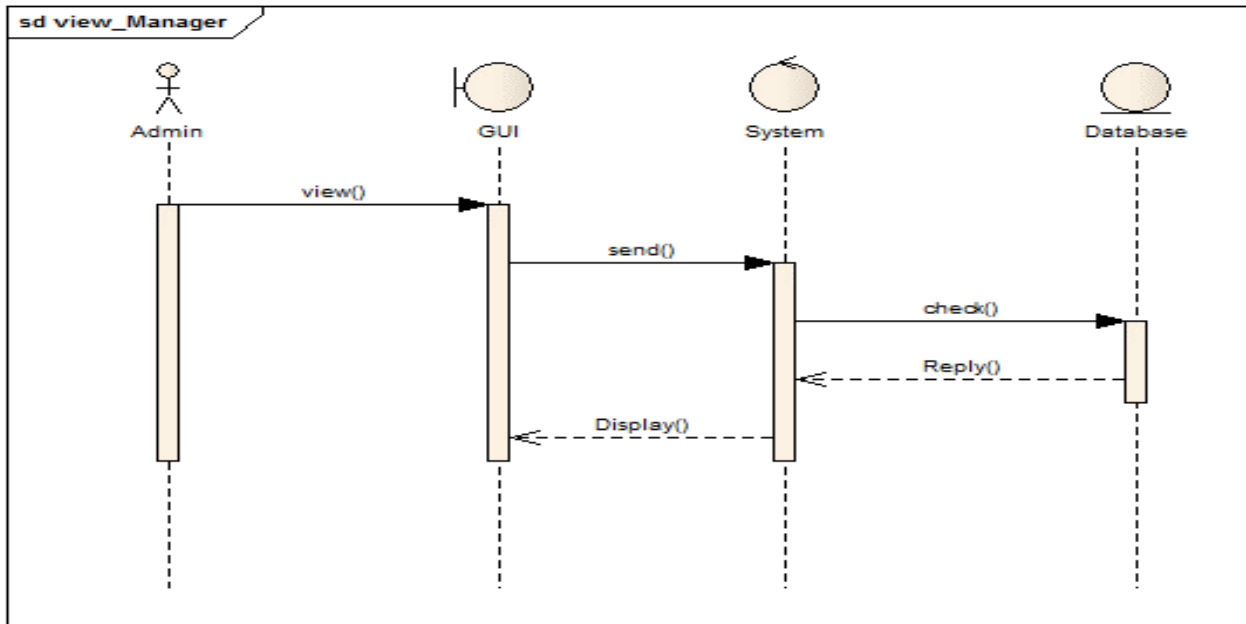 sd view_Manager
Admin
GUI
System
Database
view()
send()
check()
Reply()
Display()